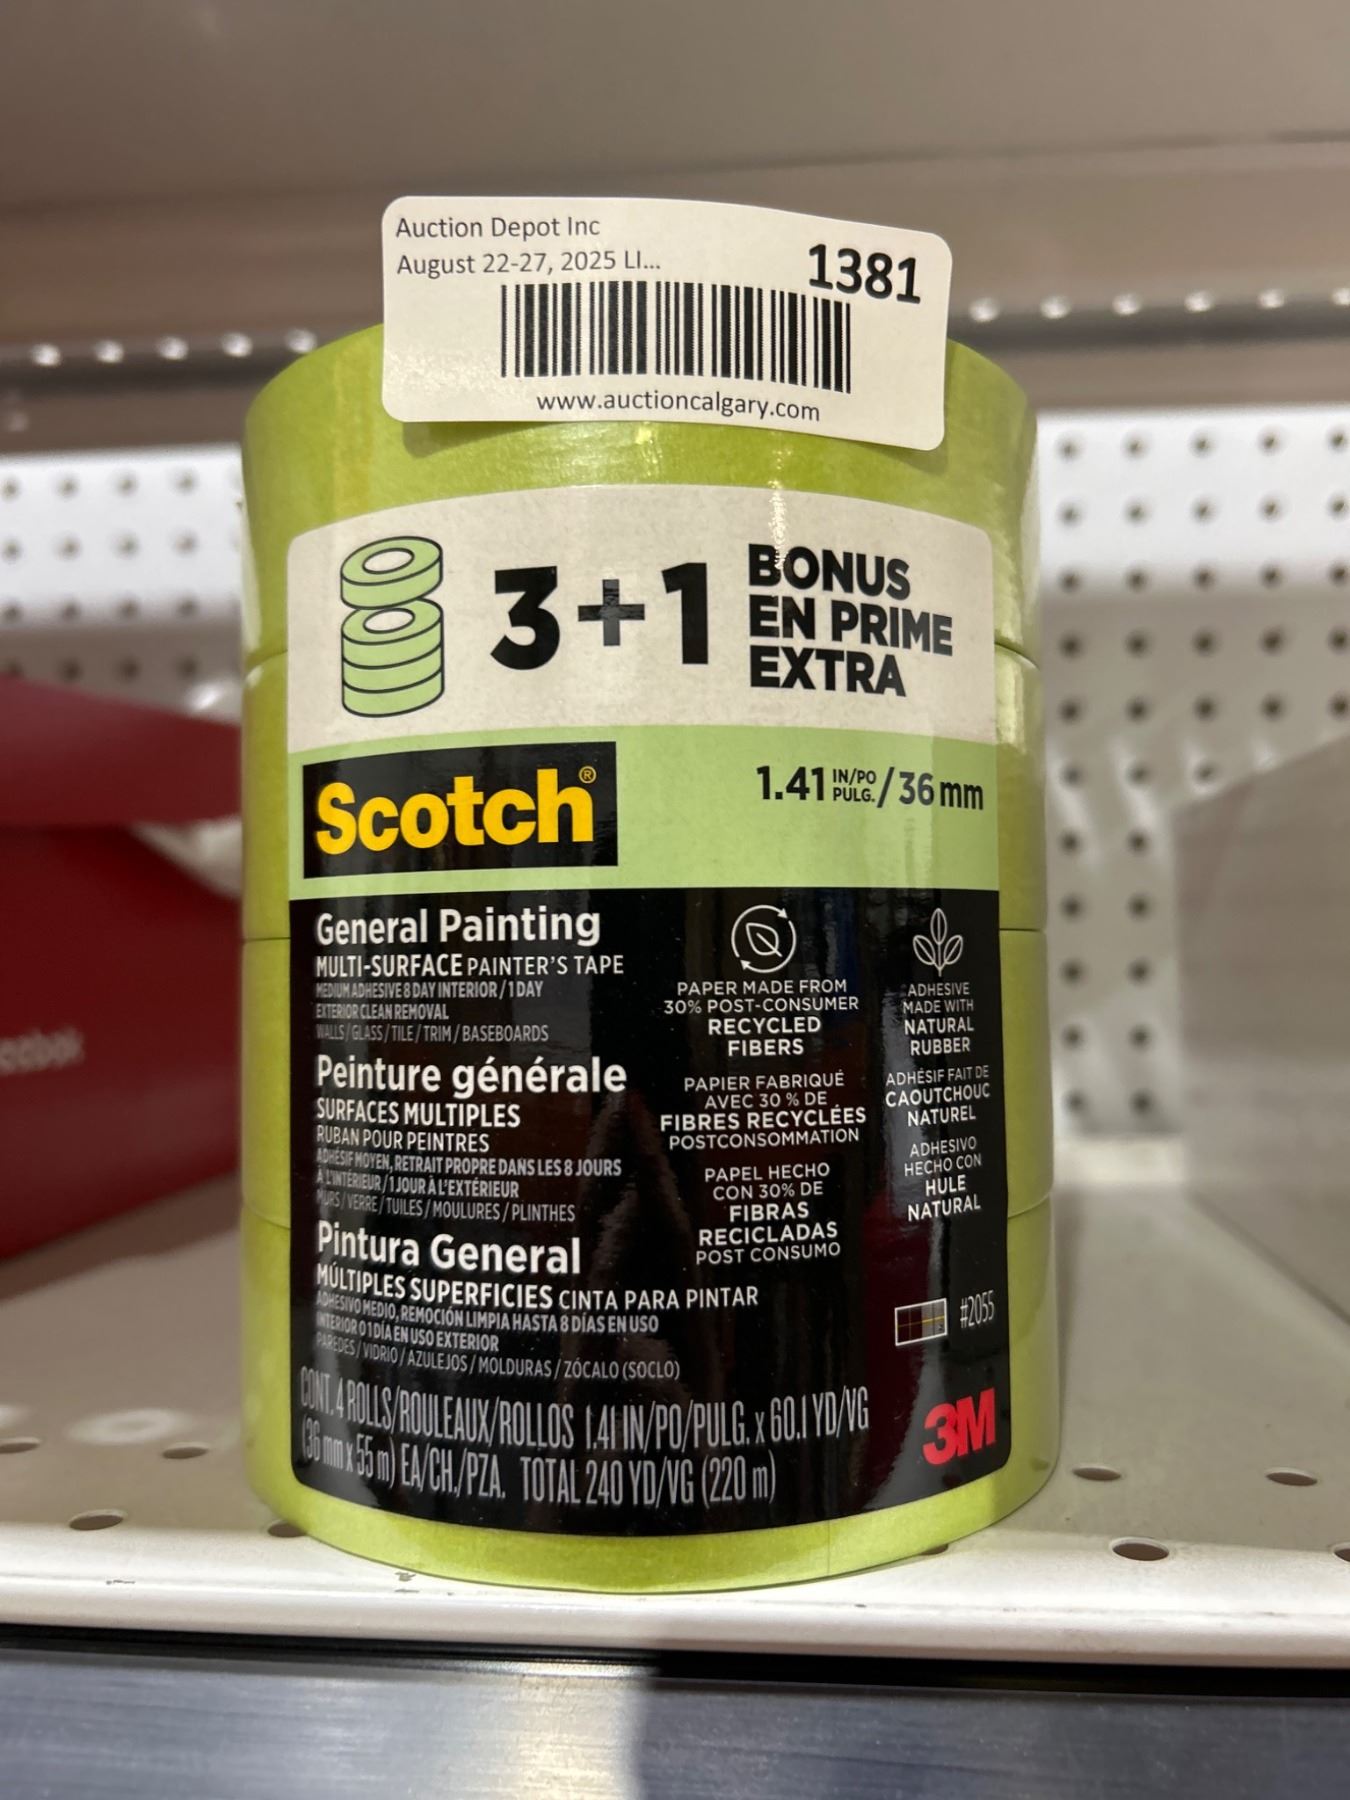 Auction Depot Inc
August 22-27, 2025 LI...
1381
www.auctioncalgary.com
3+1
BONUS
EN PRIME
EXTRA
Scotch®
1.41 IN/PO PULG./36 mm
General Painting
MULTI-SURFACE PAINTER'S TAPE
MEDIUM ADHESIVE 8 DAY INTERIOR / 1 DAY
EXTERIOR CLEAN REMOVAL
WALLS / GLASS / TILE / TRIM / BASEBOARDS
Peinture générale
SURFACES MULTIPLES
RUBAN POUR PEINTRES
ADHÉSIF MOYEN, RETRAIT PROPRE DANS LES 8 JOURS
À L'INTÉRIEUR / 1 JOUR À L'EXTÉRIEUR
MURS / VERRE / TUILES / MOULURES / PLINTHES
Pintura General
MÚLTIPLES SUPERFICIES CINTA PARA PINTAR
ADHESIVO MEDIO, REMOCIÓN LIMPIA HASTA 8 DÍAS EN USO
INTERIOR O 1 DÍA EN USO EXTERIOR
PAREDES / VIDRIO / AZULEJOS / MOLDURAS / ZÓCALO (SOCLO)
PAPER MADE FROM
30% POST-CONSUMER
RECYCLED
FIBERS
PAPIER FABRIQUÉ
AVEC 30 % DE
FIBRES RECYCLÉES
POSTCONSOMMATION
PAPEL HECHO
CON 30% DE
FIBRAS
RECICLADAS
POST CONSUMO
ADHESIVE
MADE WITH
NATURAL
RUBBER
ADHÉSIF FAIT DE
CAOUTCHOUC
NATUREL
ADHESIVO
HECHO CON
HULE
NATURAL
#2055
CONT. 4 ROLLS/ROULEAUX/ROLLOS 1.41 IN/PO/PULG. x 60.1 YD/VG
(36 mm x 55 m) EA/CH./PZA. TOTAL 240 YD/VG (220 m)
3M